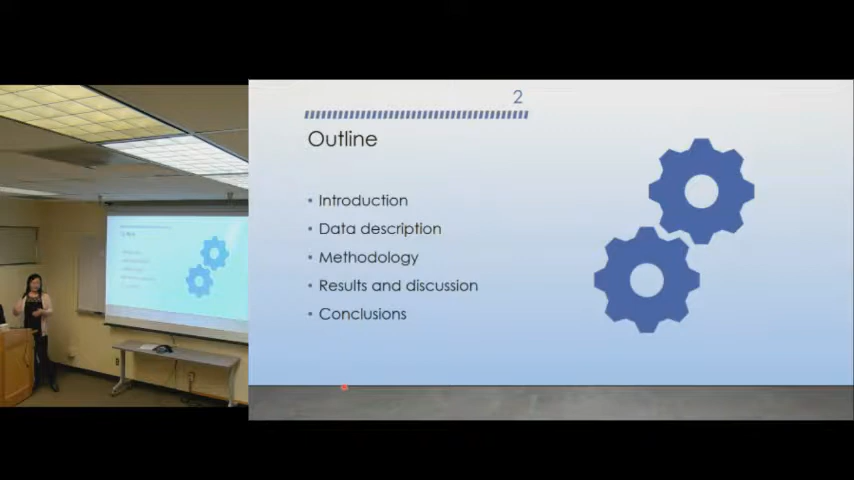 2
Outline
• Introduction
• Data description
• Methodology
• Results and discussion
• Conclusions